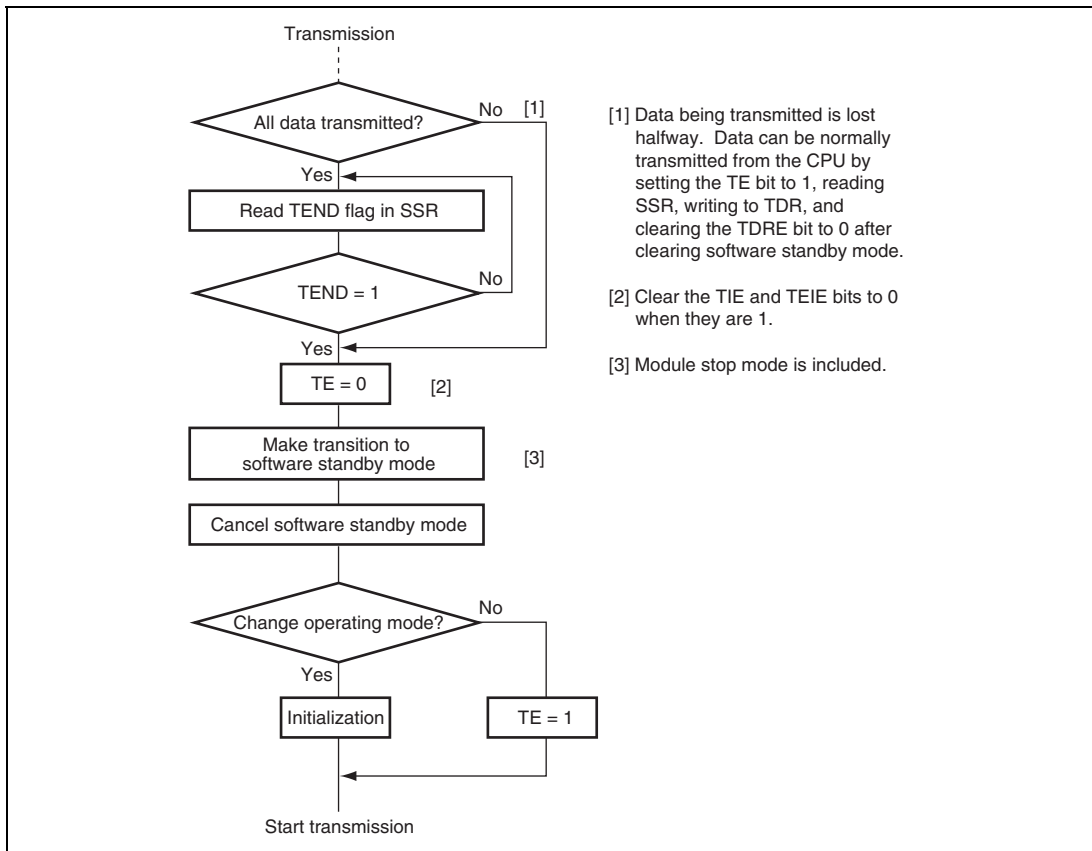 Transmission
All data transmitted?
No [1]
Yes
Read TEND flag in SSR
TEND = 1
No
Yes
TE = 0
[2]
Make transition to
software standby mode
[3]
Cancel software standby mode
Change operating mode?
No
Yes
Initialization
TE = 1
Start transmission
[1] Data being transmitted is lost
halfway. Data can be normally
transmitted from the CPU by
setting the TE bit to 1, reading
SSR, writing to TDR, and
clearing the TDRE bit to 0 after
clearing software standby mode.
[2] Clear the TIE and TEIE bits to 0
when they are 1.
[3] Module stop mode is included.